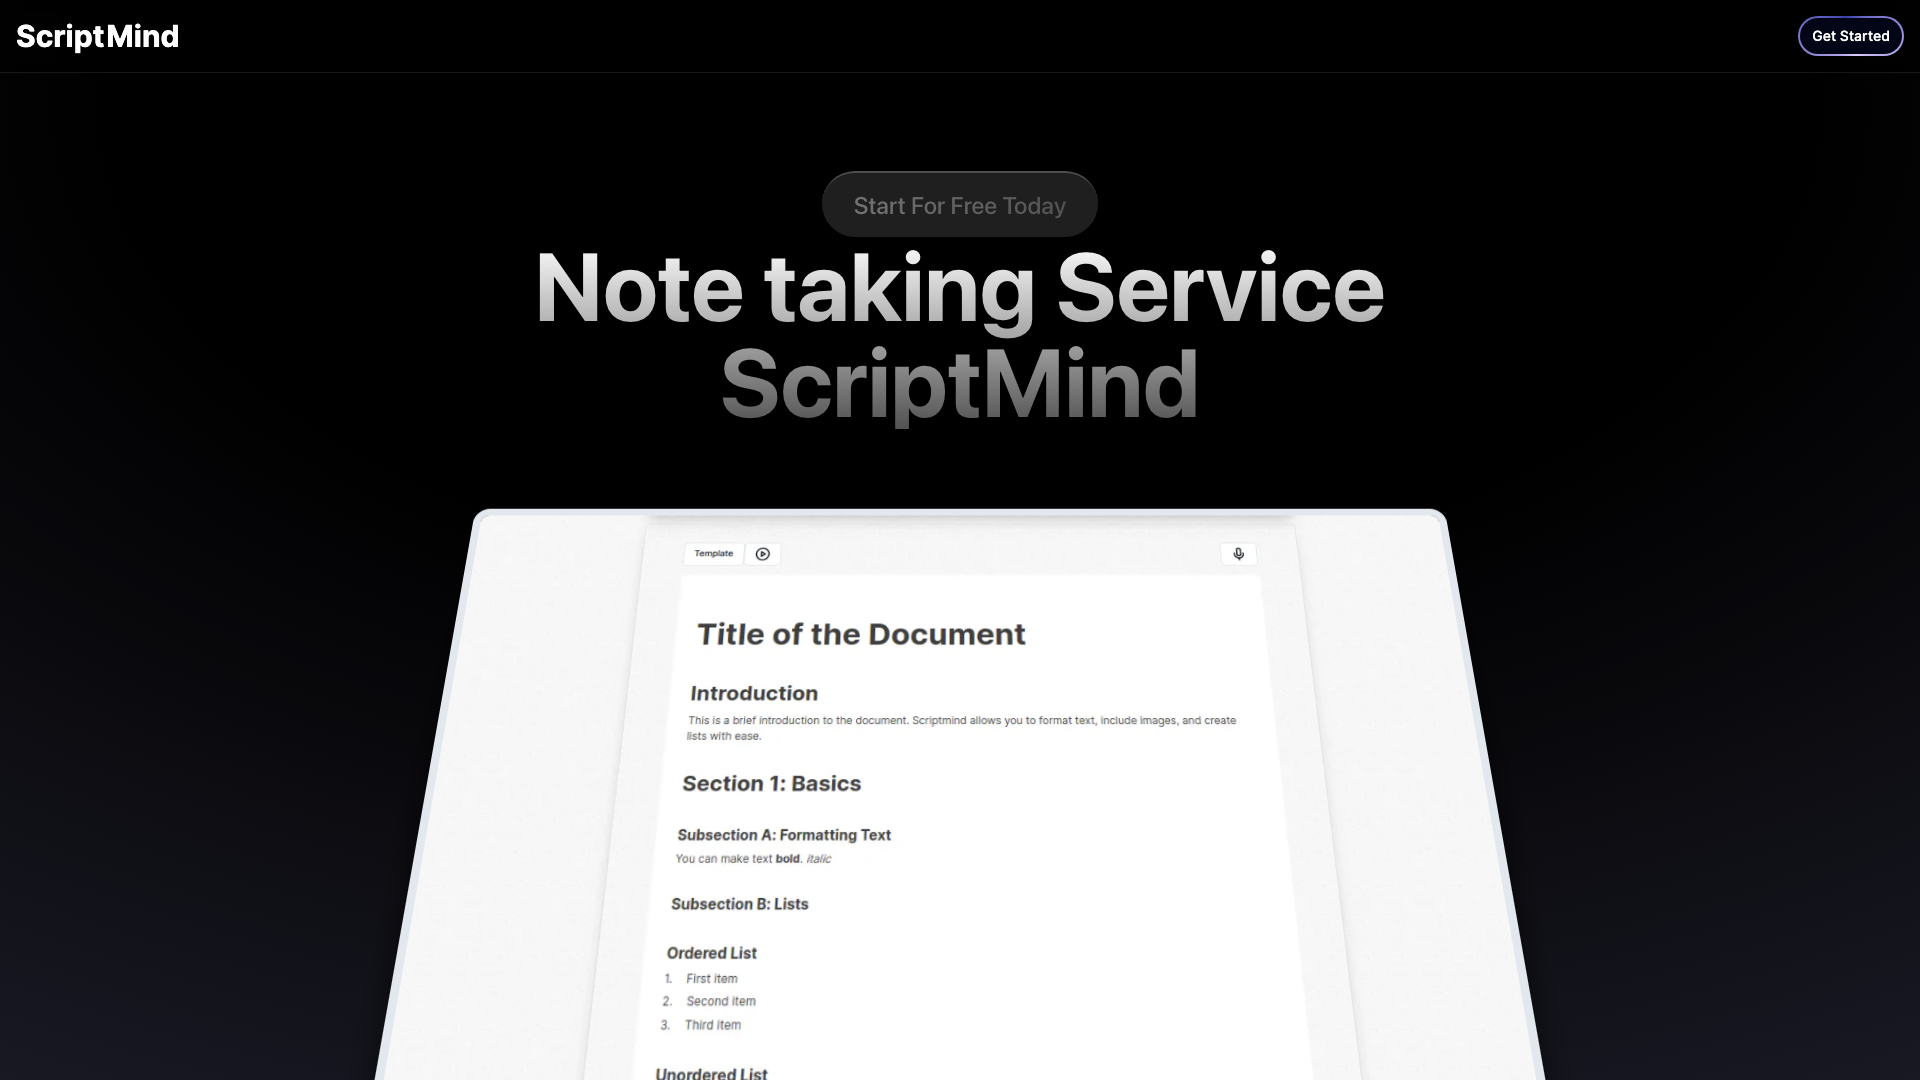 ScriptMind
Get Started
Start For Free Today
Note taking Service
ScriptMind
Template
Title of the Document
Introduction
This is a brief introduction to the document. Scriptmind allows you to format text, include images, and create
lists with ease.
Section 1: Basics
Subsection A: Formatting Text
You can make text bold. italic
Subsection B: Lists
Ordered List
1. First item
2. Second item
3. Third item
Unordered List